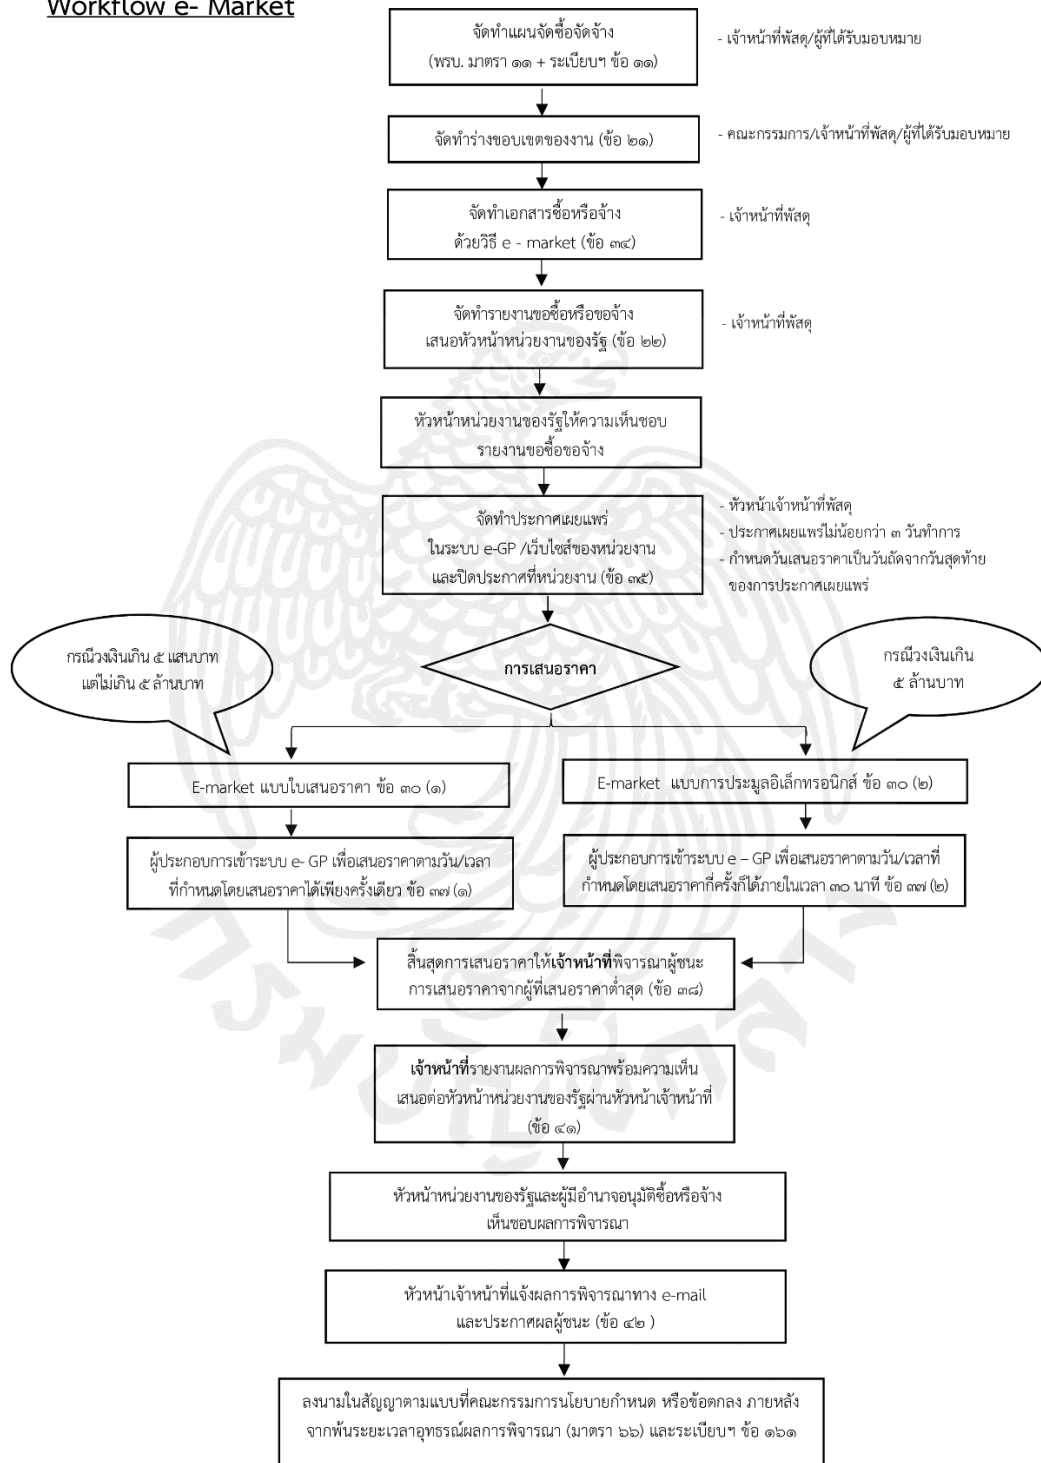 Workflow e- Market
จัดทำแผนจัดซื้อจัดจ้าง
(พรบ. มาตรา ๑๑ + ระเบียบฯ ข้อ ๑๑)
- เจ้าหน้าที่พัสดุ/ผู้ที่ได้รับมอบหมาย
จัดทำร่างขอบเขตของงาน (ข้อ ๒๑)
- คณะกรรมการ/เจ้าหน้าที่พัสดุ/ผู้ที่ได้รับมอบหมาย
จัดทำเอกสารซื้อหรือจ้าง
ด้วยวิธี e - market (ข้อ ๓๔)
- เจ้าหน้าที่พัสดุ
จัดทำรายงานขอซื้อหรือขอจ้าง
เสนอหัวหน้าหน่วยงานของรัฐ (ข้อ ๒๒)
- เจ้าหน้าที่พัสดุ
หัวหน้าหน่วยงานของรัฐให้ความเห็นชอบ
รายงานขอซื้อขอจ้าง
จัดทำประกาศเผยแพร่
ในระบบ e-GP /เว็บไซส์ของหน่วยงาน
และปิดประกาศที่หน่วยงาน (ข้อ ๓๕)
- หัวหน้าเจ้าหน้าที่พัสดุ
- ประกาศเผยแพร่ไม่น้อยกว่า ๓ วันทำการ
- กำหนดวันเสนอราคาเป็นวันถัดจากวันสุดท้าย
ของการประกาศเผยแพร่
กรณีวงเงินเกิน ๕ แสนบาท
แต่ไม่เกิน ๕ ล้านบาท
การเสนอราคา
กรณีวงเงินเกิน
๕ ล้านบาท
E-market แบบใบเสนอราคา ข้อ ๓๐ (๑)
E-market แบบการประมูลอิเล็กทรอนิกส์ ข้อ ๓๐ (๒)
ผู้ประกอบการเข้าระบบ e- GP เพื่อเสนอราคาตามวัน/เวลา
ที่กำหนดโดยเสนอราคาได้เพียงครั้งเดียว ข้อ ๓๗ (๑)
ผู้ประกอบการเข้าระบบ e – GP เพื่อเสนอราคาตามวัน/เวลาที่
กำหนดโดยเสนอราคากี่ครั้งก็ได้ภายในเวลา ๓๐ นาที ข้อ ๓๗ (๒)
สิ้นสุดการเสนอราคาให้เจ้าหน้าที่พิจารณาผู้ชนะ
การเสนอราคาจากผู้ที่เสนอราคาต่ำสุด (ข้อ ๓๘)
เจ้าหน้าที่รายงานผลการพิจารณาพร้อมความเห็น
เสนอต่อหัวหน้าหน่วยงานของรัฐผ่านหัวหน้าเจ้าหน้าที่
(ข้อ ๔๑)
หัวหน้าหน่วยงานของรัฐและผู้มีอำนาจอนุมัติซื้อหรือจ้าง
เห็นชอบผลการพิจารณา
หัวหน้าเจ้าหน้าที่แจ้งผลการพิจารณาทาง e-mail
และประกาศผลผู้ชนะ (ข้อ ๔๒ )
ลงนามในสัญญาตามแบบที่คณะกรรมการนโยบายกำหนด หรือข้อตกลง ภายหลัง
จากพ้นระยะเวลาอุทธรณ์ผลการพิจารณา (มาตรา ๖๖) และระเบียบฯ ข้อ ๑๖๑
กรมบัญชีกลาง